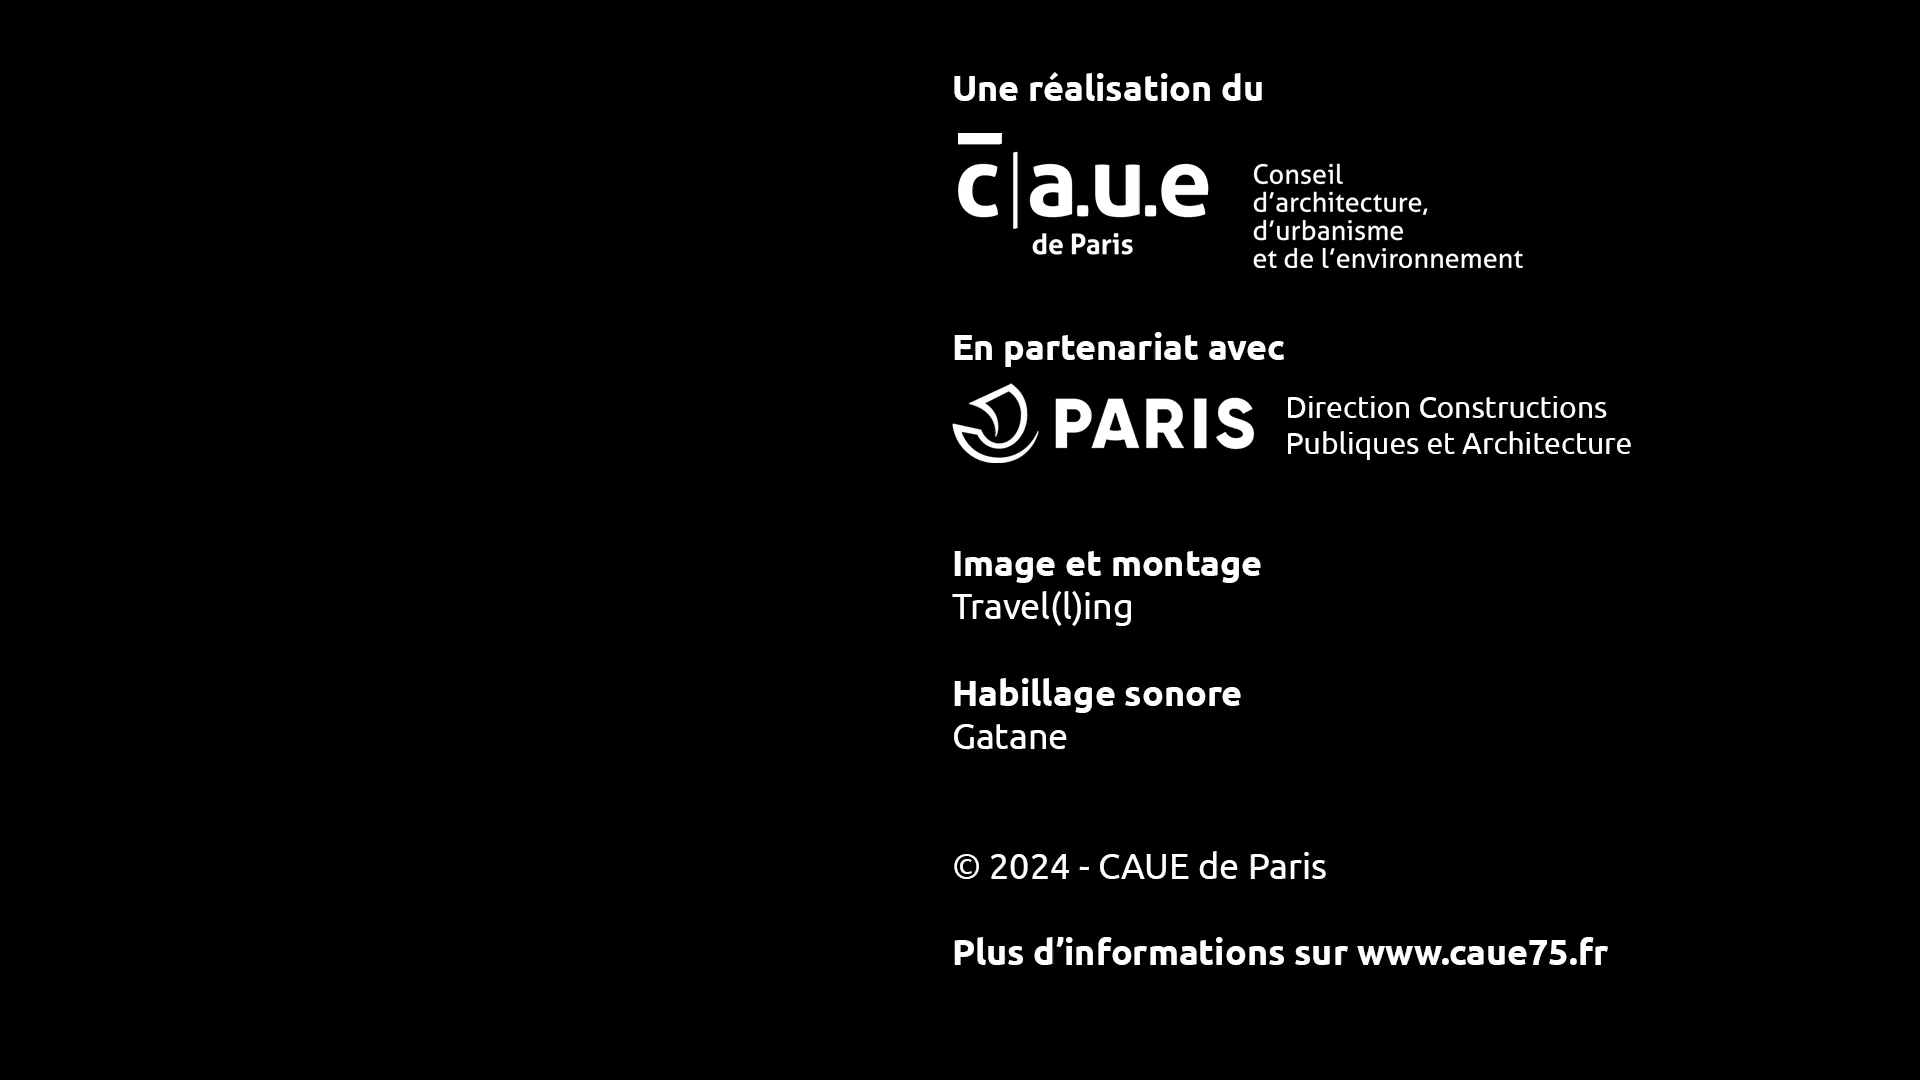 Une réalisation du
c|a.u.e
de Paris
Conseil
d’architecture,
d’urbanisme
et de l’environnement
En partenariat avec
PARIS
Direction Constructions
Publiques et Architecture
Image et montage
Travel(l)ing
Habillage sonore
Gatane
© 2024 - CAUE de Paris
Plus d’informations sur www.caue75.fr